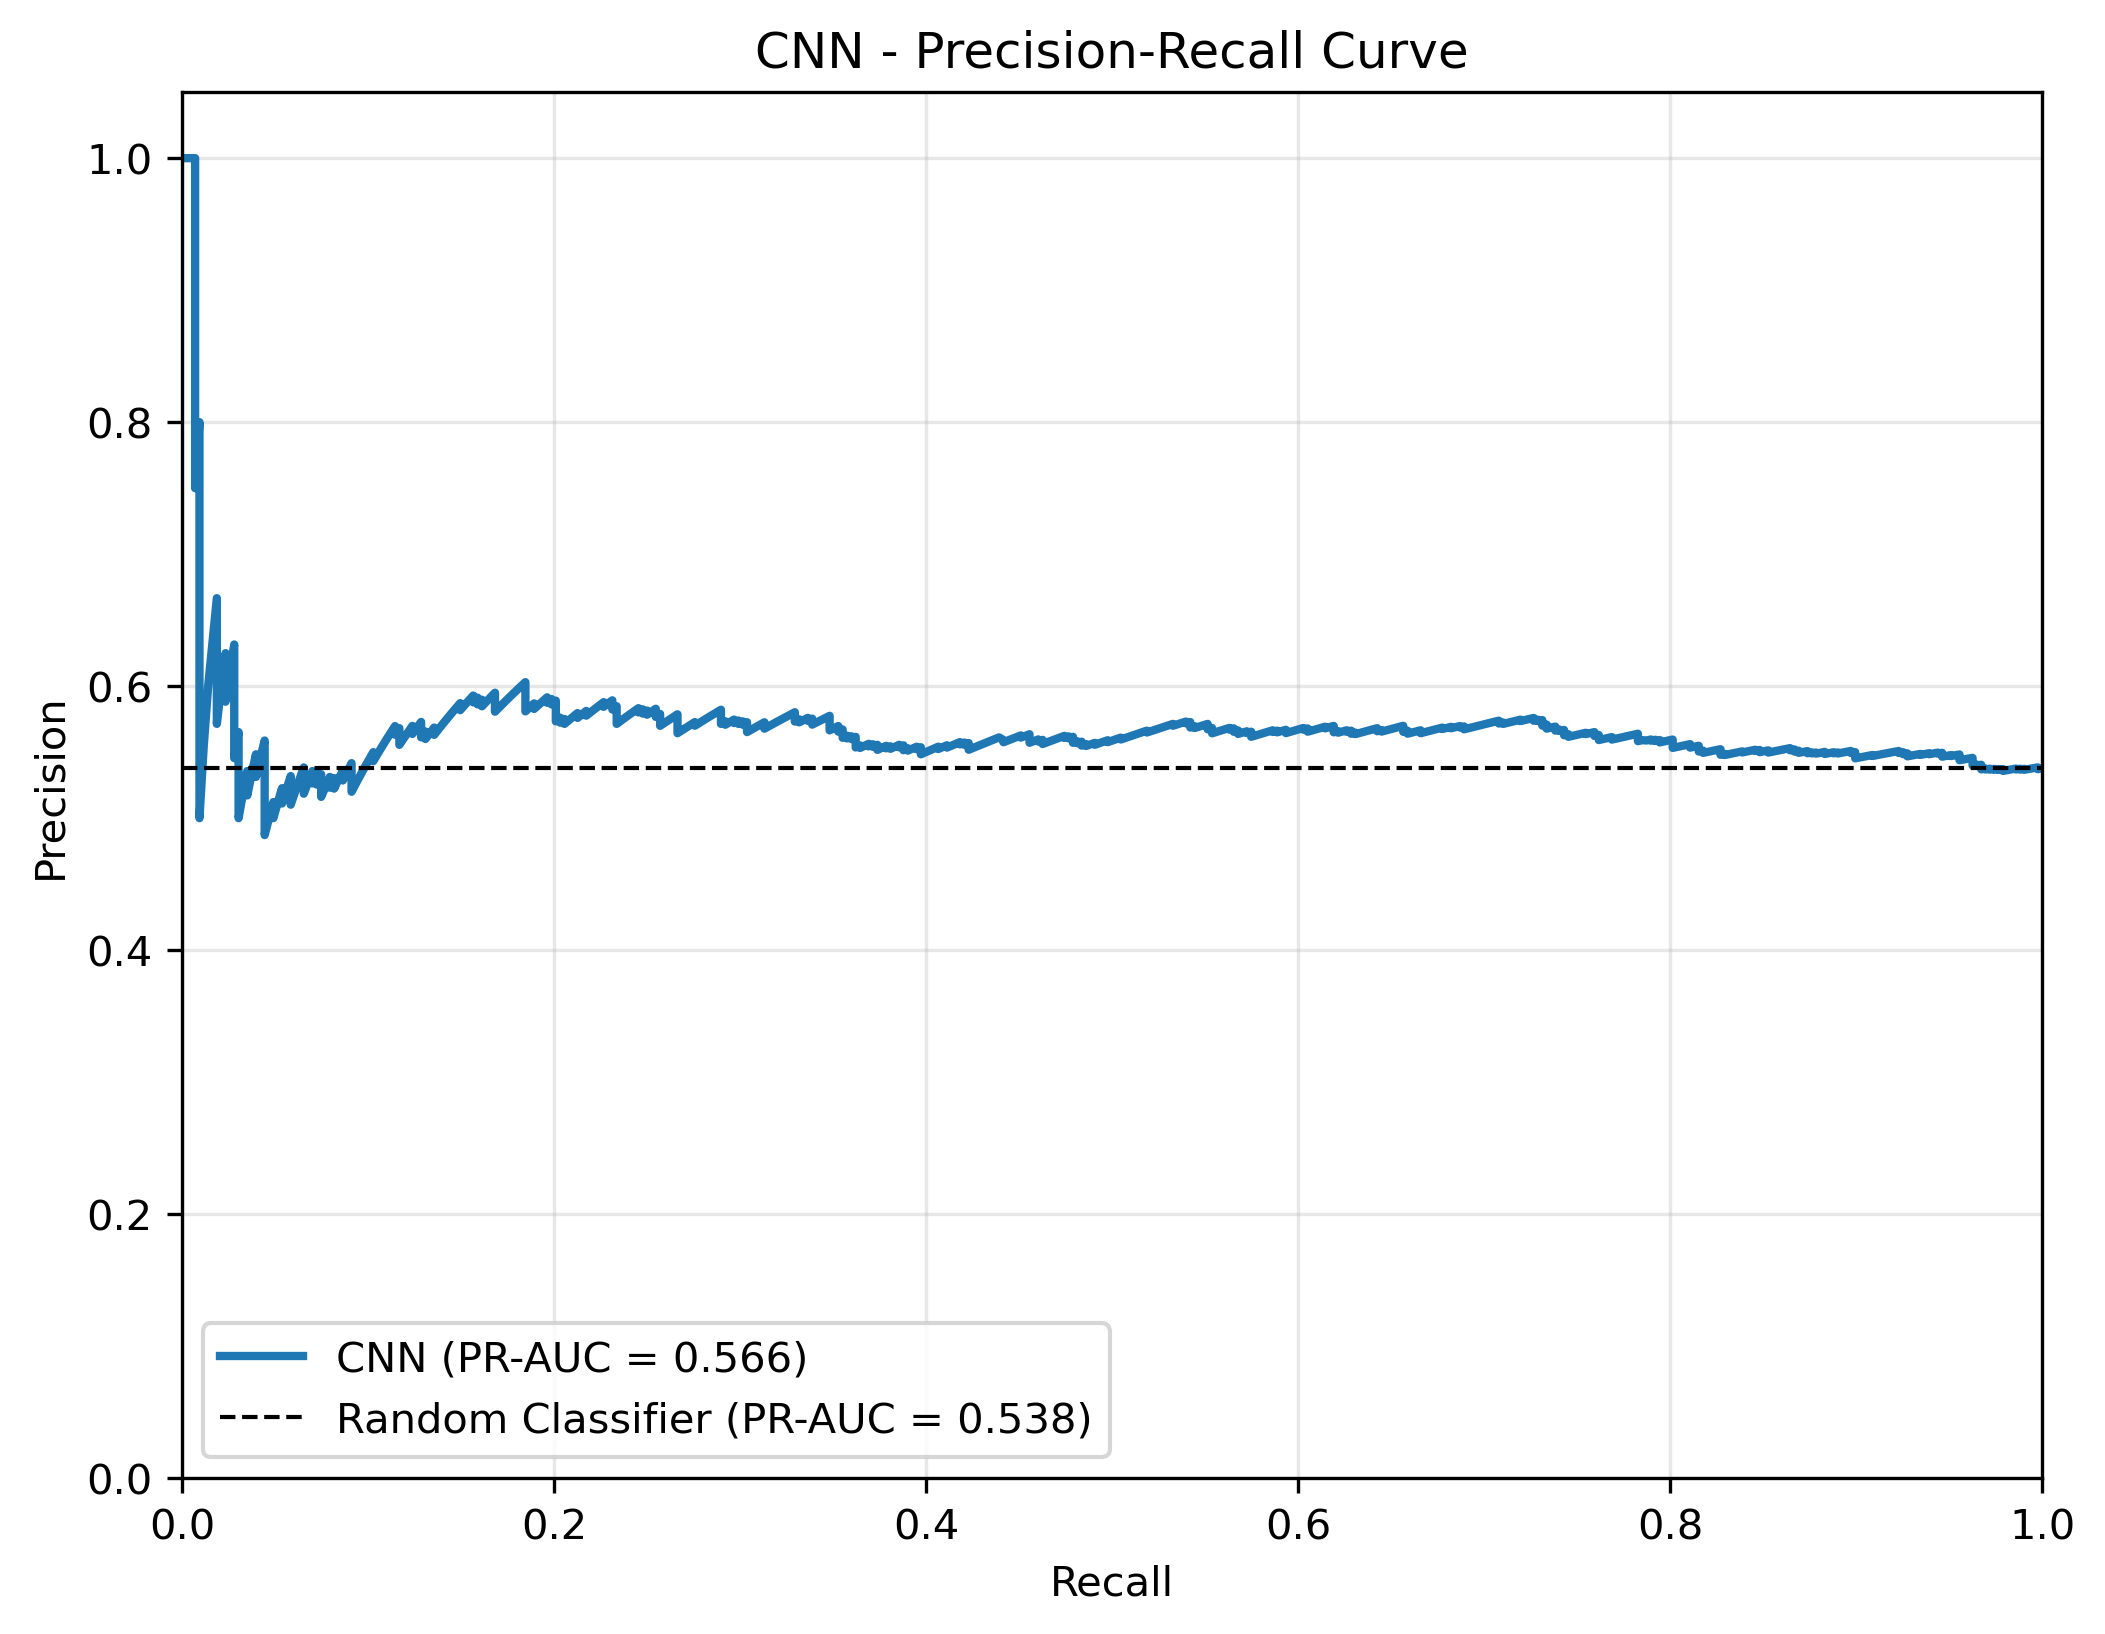 CNN - Precision-Recall Curve
1.0
0.8
0.6
0.4
0.2
0.0
Precision
CNN (PR-AUC = 0.566)
Random Classifier (PR-AUC = 0.538)
0.0 0.2 0.4 0.6 0.8 1.0
Recall